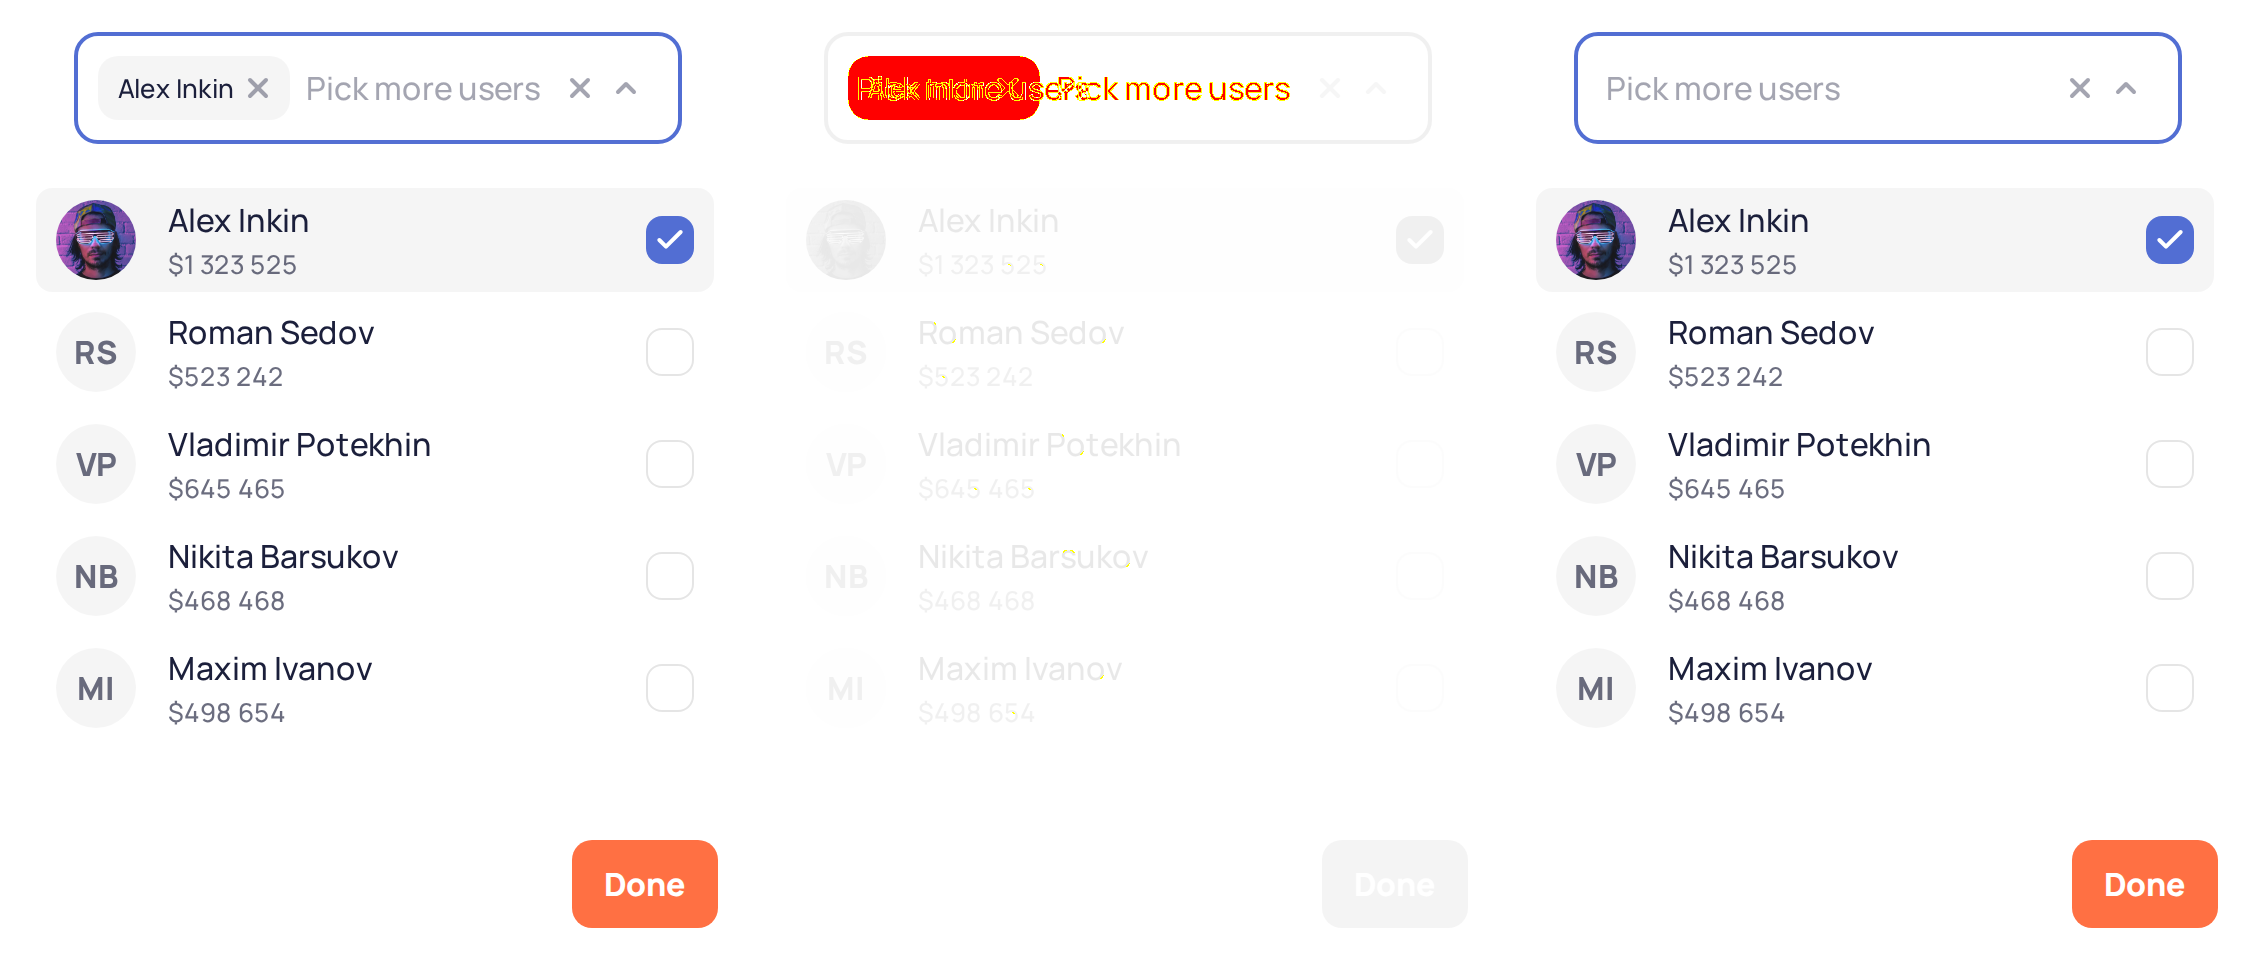 Alex Inkin Pick more users
Alex Inkin
$1 323 525
RS
Roman Sedov
$523 242
VP
Vladimir Potekhin
$645 465
NB
Nikita Barsukov
$468 468
MI
Maxim Ivanov
$498 654
Done
Pick more users
Alex Inkin
$1 323 525
RS
Roman Sedov
$523 242
VP
Vladimir Potekhin
$645 465
NB
Nikita Barsukov
$468 468
MI
Maxim Ivanov
$498 654
Done
Pick more users
Alex Inkin
$1 323 525
RS
Roman Sedov
$523 242
VP
Vladimir Potekhin
$645 465
NB
Nikita Barsukov
$468 468
MI
Maxim Ivanov
$498 654
Done